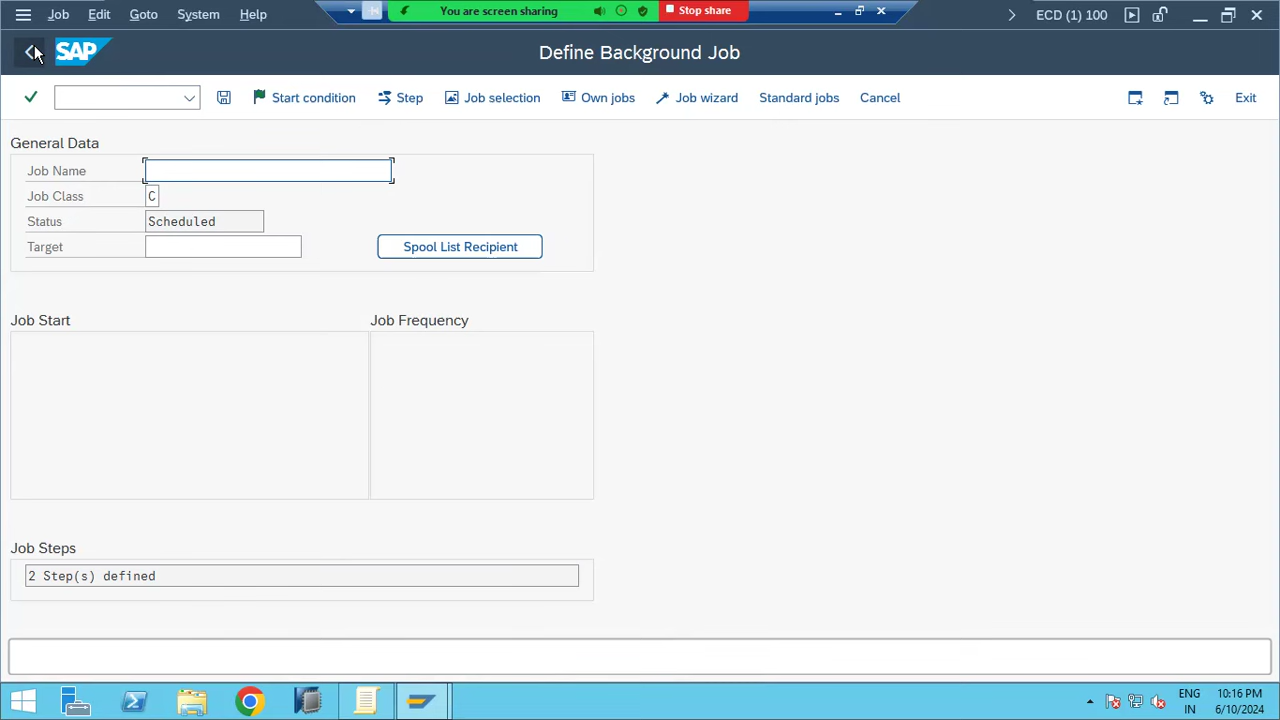 Job Edit Goto System Help
You are screen sharing
Stop share
ECD (1) 100
SAP
Define Background Job
Start condition Step Job selection Own jobs Job wizard Standard jobs Cancel Exit
General Data
Job Name
Job Class C
Status Scheduled
Target
Spool List Recipient
Job Start Job Frequency
Job Steps
2 Step(s) defined
ENG 10:16 PM
IN 6/10/2024